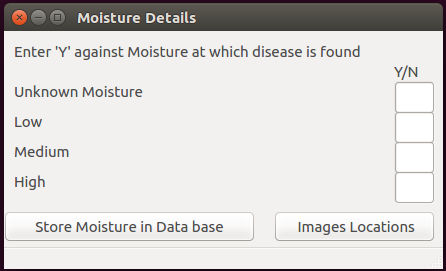 Moisture Details
Enter 'Y' against Moisture at which disease is found
Y/N
Unknown Moisture
Low
Medium
High
Store Moisture in Data base Images Locations